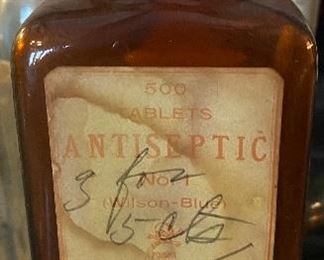 500
TABLETS
ANTISEPTIC
No. 1
(Wilson-Blue)
3 for
5 cts